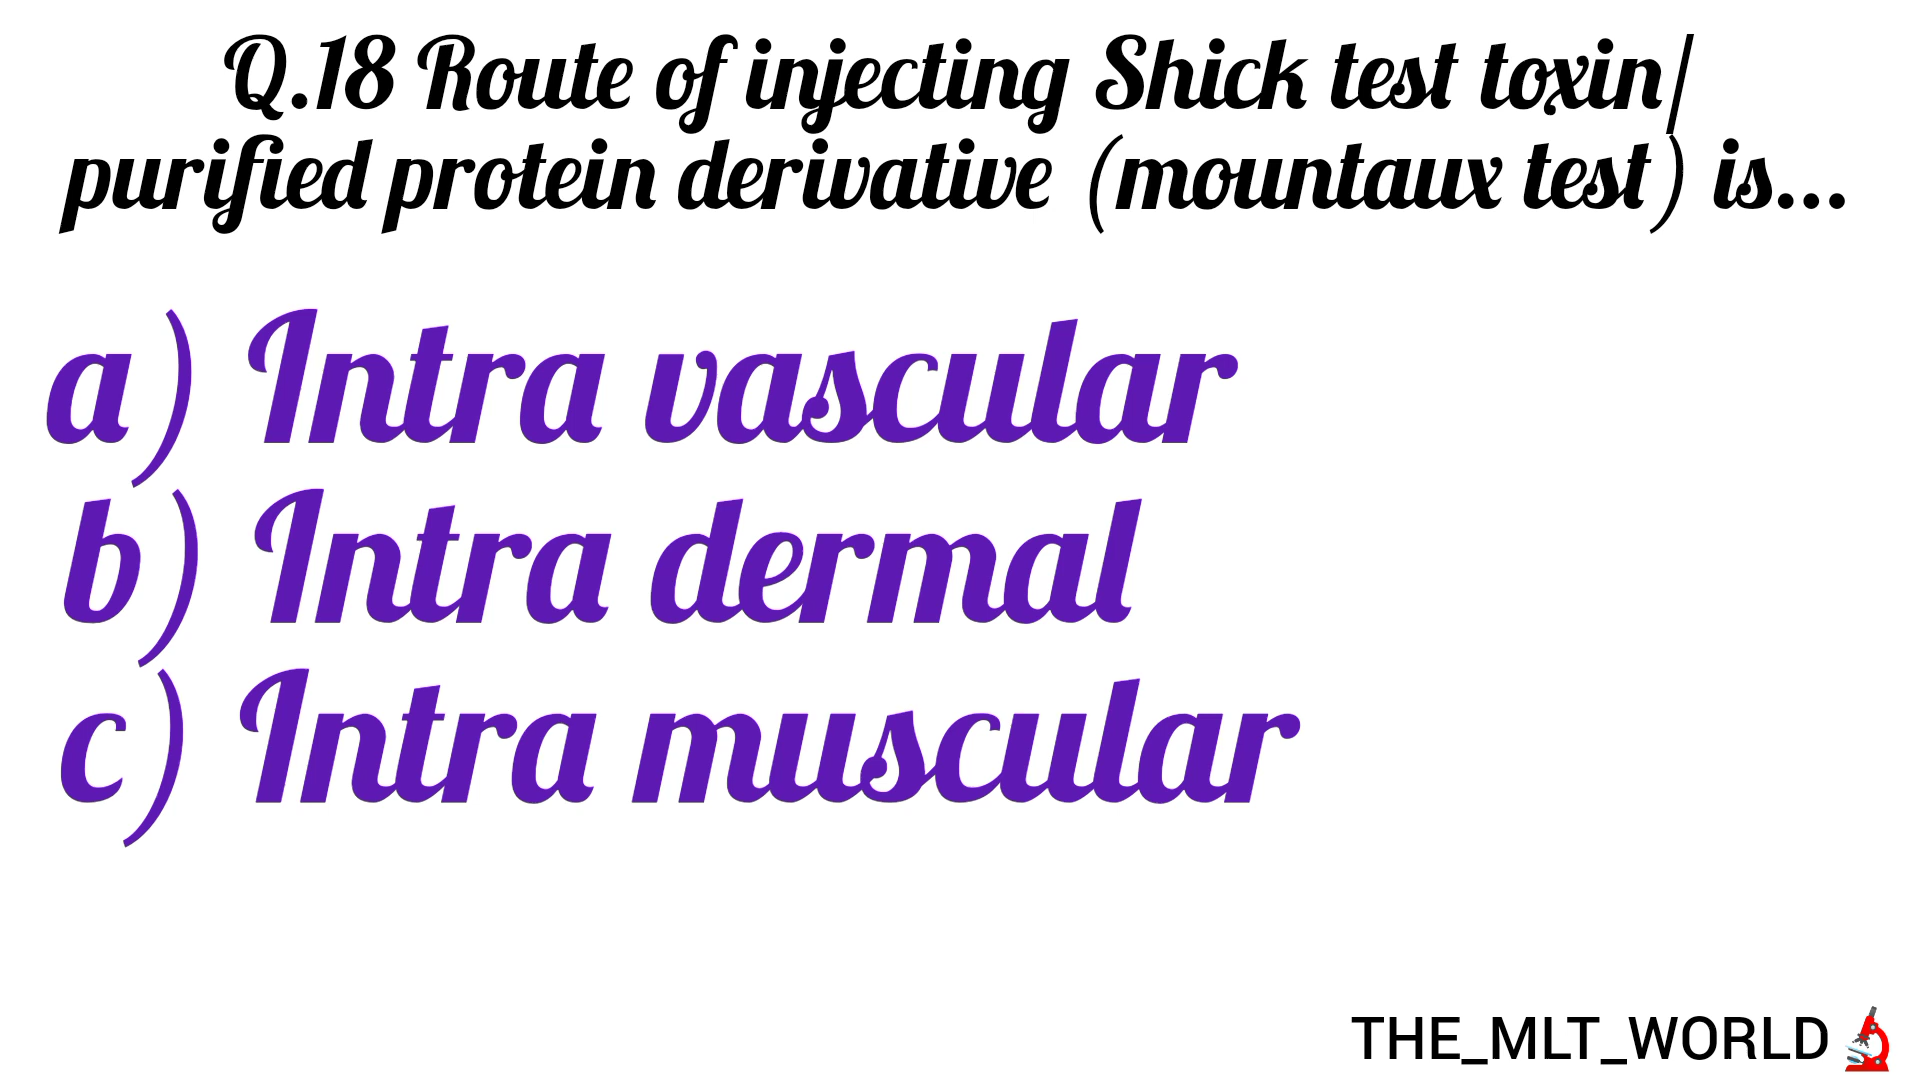 Q.18 Route of injecting Shick test toxin/
purified protein derivative (mountaux test) is...
a) Intra vascular
b) Intra dermal
c) Intra muscular
THE_MLT_WORLD